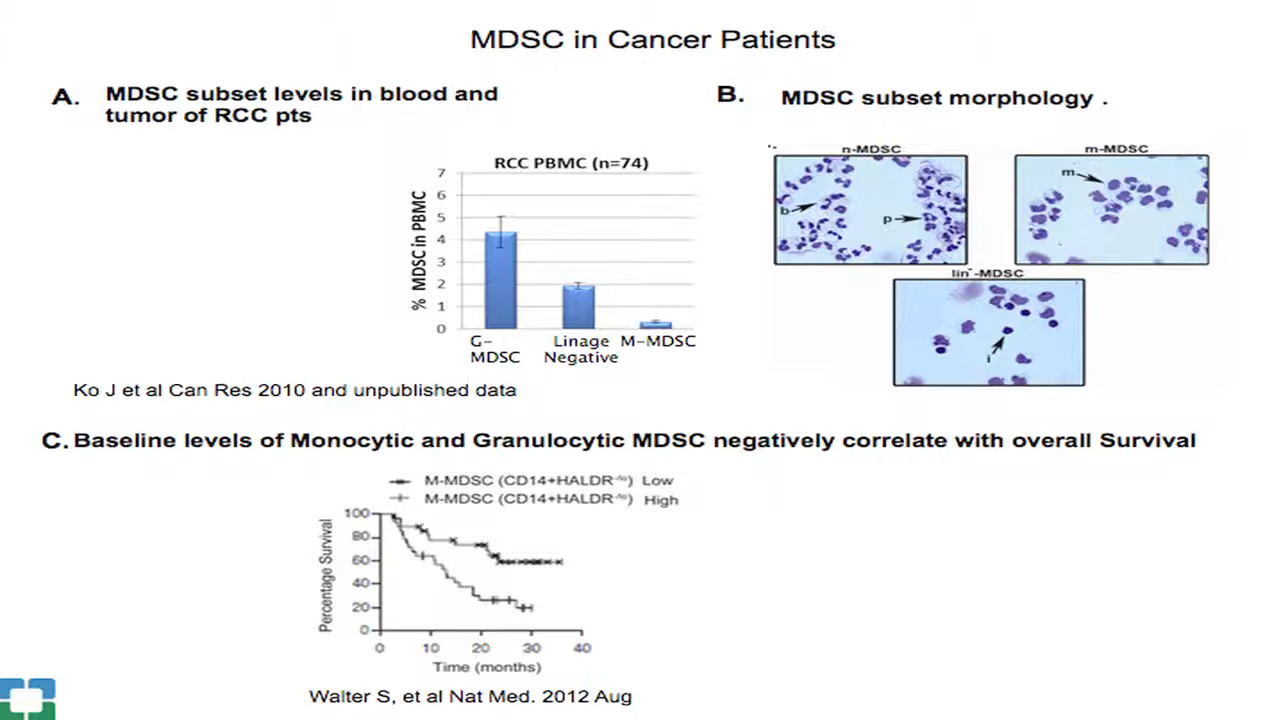 MDSC in Cancer Patients
A. MDSC subset levels in blood and
tumor of RCC pts
RCC PBMC (n=74)
% MDSC in PBMC
7
6
5
4
3
2
1
0
G-
MDSC
Linage
Negative
M-MDSC
Ko J et al Can Res 2010 and unpublished data
B. MDSC subset morphology .
n-MDSC
b
p
m-MDSC
m
lin⁻-MDSC
i
C. Baseline levels of Monocytic and Granulocytic MDSC negatively correlate with overall Survival
M-MDSC (CD14+HALDR-/lo) Low
M-MDSC (CD14+HALDR-/lo) High
Percentage Survival
100
80
60
40
20
0
0 10 20 30 40
Time (months)
Walter S, et al Nat Med. 2012 Aug